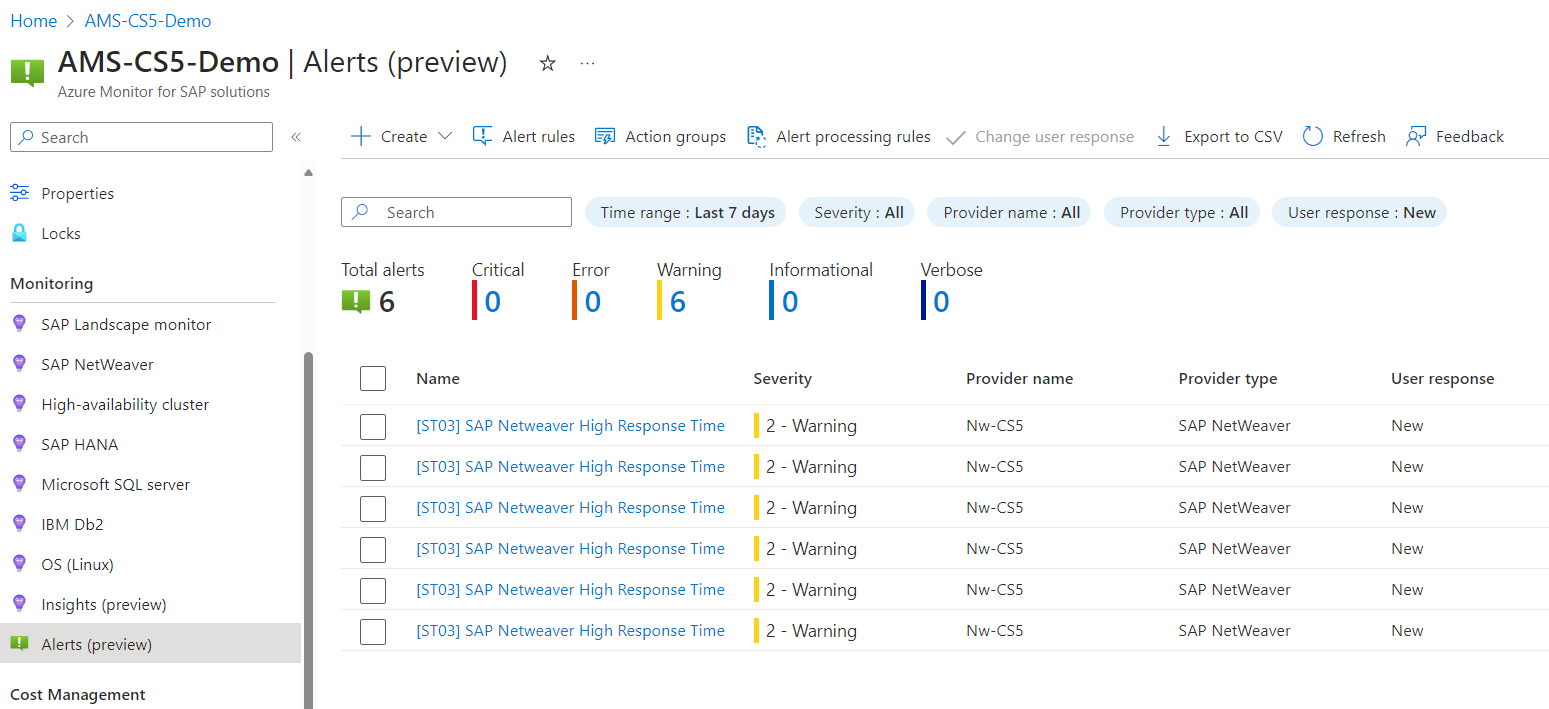 Home > AMS-CS5-Demo
AMS-CS5-Demo | Alerts (preview)
Azure Monitor for SAP solutions
Search
Properties
Locks
Monitoring
SAP Landscape monitor
SAP NetWeaver
High-availability cluster
SAP HANA
Microsoft SQL server
IBM Db2
OS (Linux)
Insights (preview)
Alerts (preview)
Cost Management
Create Alert rules Action groups Alert processing rules Change user response Export to CSV Refresh Feedback
Search Time range : Last 7 days Severity : All Provider name : All Provider type : All User response : New
Total alerts Critical Error Warning Informational Verbose
6 0 0 6 0 0
Name Severity Provider name Provider type User response
[ST03] SAP Netweaver High Response Time 2 - Warning Nw-CS5 SAP NetWeaver New
[ST03] SAP Netweaver High Response Time 2 - Warning Nw-CS5 SAP NetWeaver New
[ST03] SAP Netweaver High Response Time 2 - Warning Nw-CS5 SAP NetWeaver New
[ST03] SAP Netweaver High Response Time 2 - Warning Nw-CS5 SAP NetWeaver New
[ST03] SAP Netweaver High Response Time 2 - Warning Nw-CS5 SAP NetWeaver New
[ST03] SAP Netweaver High Response Time 2 - Warning Nw-CS5 SAP NetWeaver New